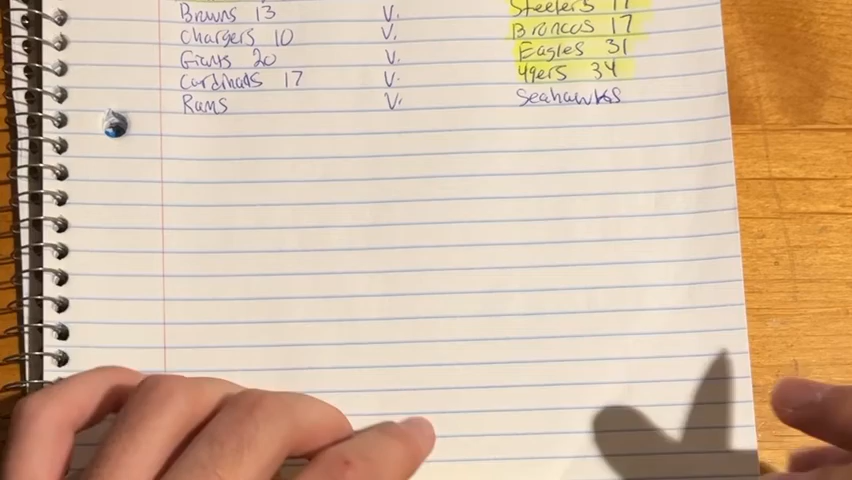 Browns 13 V. Steelers 17
Chargers 10 V. Broncos 17
Giants 20 V. Eagles 31
Cardinals 17 V. 49ers 34
Rams V. Seahawks